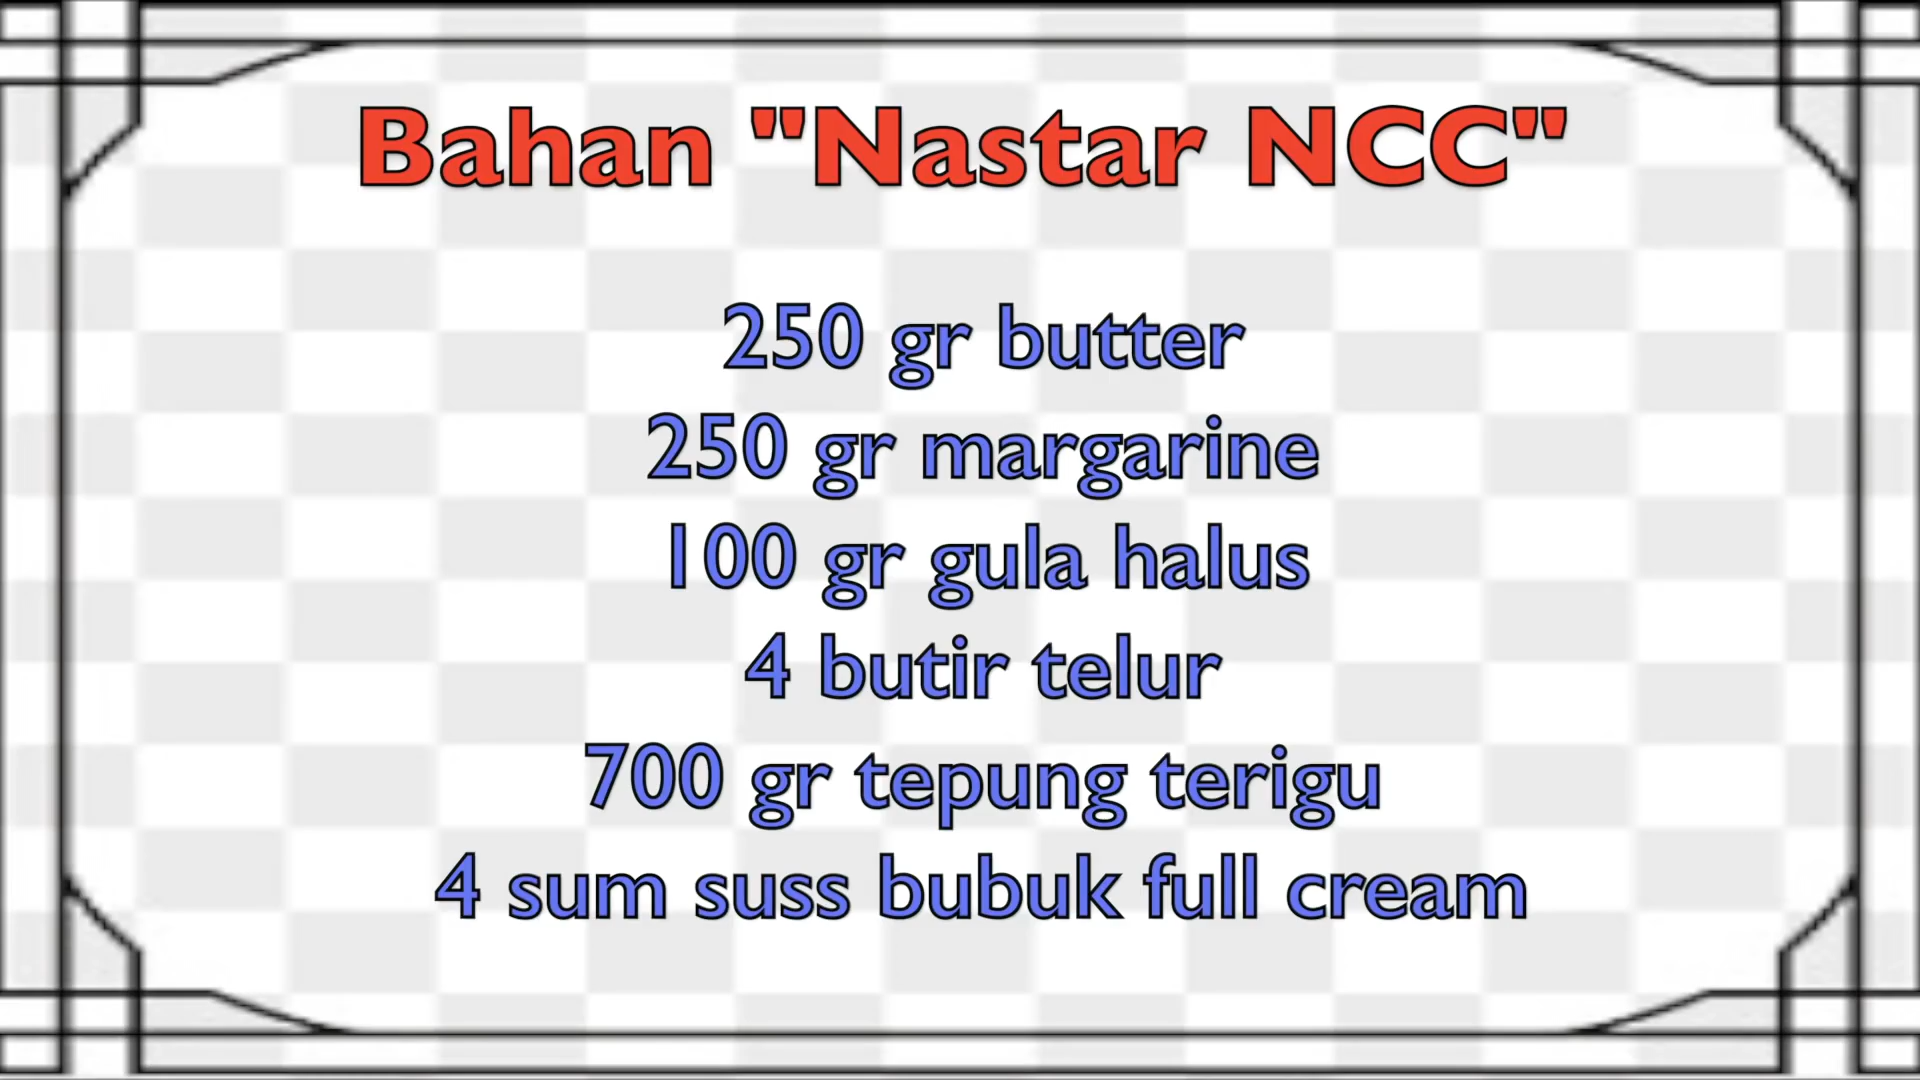 Bahan "Nastar NCC"
250 gr butter
250 gr margarine
100 gr gula halus
4 butir telur
700 gr tepung terigu
4 sum suss bubuk full cream